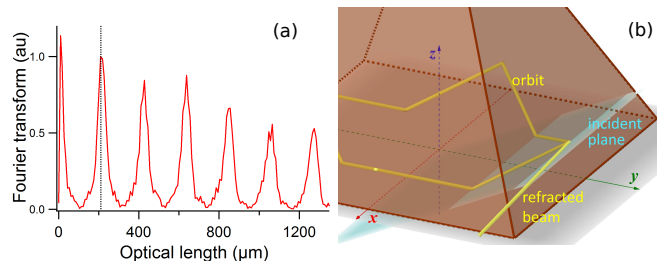 (a)
Fourier transform (au)
1.0
0.5
0.0
0
400
800
1200
Optical length (µm)
(b)
z
orbit
incident
plane
y
refracted
beam
x